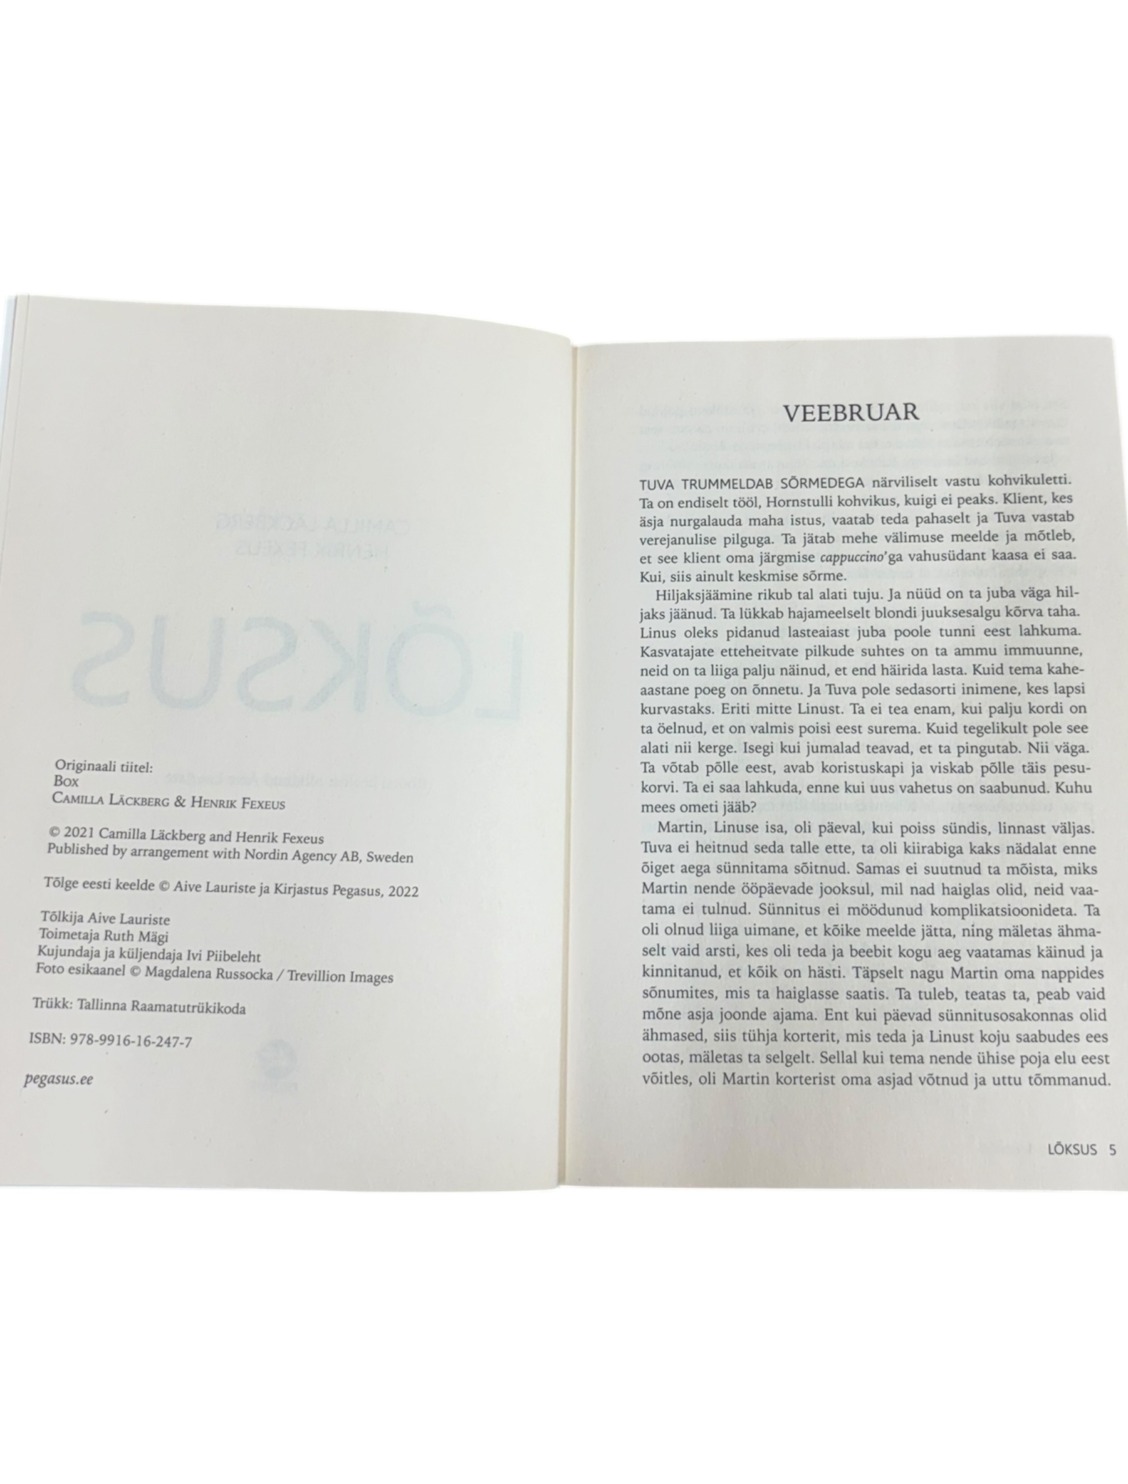 Originaali tiitel:
BOX
CAMILLA LÄCKBERG & HENRIK FEXEUS
© 2021 Camilla Läckberg and Henrik Fexeus
Published by arrangement with Nordin Agency AB, Sweden
Tõlge eesti keelde © Aive Lauriste ja Kirjastus Pegasus, 2022
Tõlkija Aive Lauriste
Toimetaja Ruth Mägi
Kujundaja ja küljendaja Ivi Piibeleht
Foto esikaanel © Magdalena Russocka / Trevillion Images
Trükk: Tallinna Raamatutrükikoda
ISBN: 978-9916-16-247-7
pegasus.ee
CAMILLA LÄCKBERG
HENRIK FEXEUS
LÕKSUS
VEEBRUAR
TUVA TRUMMELDAB SÕRMEDEGA närviliselt vastu kohvikuletti.
Ta on endiselt tööl, Hornstulli kohvikus, kuigi ei peaks. Klient, kes
äsja nurgalauda maha istus, vaatab teda pahaselt ja Tuva vastab
verejanulise pilguga. Ta jätab mehe välimuse meelde ja mõtleb,
et see klient oma järgmise cappuccino'ga vahusüdant kaasa ei saa.
Kui, siis ainult keskmise sõrme.
Hiljaksjäämine rikub tal alati tuju. Ja nüüd on ta juba väga hil-
jaks jäänud. Ta lükkab hajameelselt blondi juuksesalgu kõrva taha.
Linus oleks pidanud lasteaiast juba poole tunni eest lahkuma.
Kasvatajate etteheitvate pilkude suhtes on ta ammu immuunne,
neid on ta liiga palju näinud, et end häirida lasta. Kuid tema kahe-
aastane poeg on õnnetu. Ja Tuva pole sedasorti inimene, kes lapsi
kurvastaks. Eriti mitte Linust. Ta ei tea enam, kui palju kordi on
ta öelnud, et on valmis poisi eest surema. Kuid tegelikult pole see
alati nii kerge. Isegi kui jumalad teavad, et ta pingutab. Nii väga.
Ta võtab põlle eest, avab koristuskapi ja viskab põlle täis pesu-
korvi. Ta ei saa lahkuda, enne kui uus vahetus on saabunud. Kuhu
mees ometi jääb?
Martin, Linuse isa, oli päeval, kui poiss sündis, linnast väljas.
Tuva ei heitnud seda talle ette, ta oli kiirabiga kaks nädalat enne
õiget aega sünnitama sõitnud. Samas ei suutnud ta mõista, miks
Martin nende ööpäevade jooksul, mil nad haiglas olid, neid vaa-
tama ei tulnud. Sünnitus ei möödunud komplikatsioonideta. Ta
oli olnud liiga uimane, et kõike meelde jätta, ning mäletas ähma-
selt vaid arsti, kes oli teda ja beebit kogu aeg vaatamas käinud ja
kinnitanud, et kõik on hästi. Täpselt nagu Martin oma nappides
sõnumites, mis ta haiglasse saatis. Ta tuleb, teatas ta, peab vaid
mõne asja joonde ajama. Ent kui päevad sünnitusosakonnas olid
ähmased, siis tühja korterit, mis teda ja Linust koju saabudes ees
ootas, mäletas ta selgelt. Sellal kui tema nende ühise poja elu eest
võitles, oli Martin korterist oma asjad võtnud ja uttu tõmmanud.
LÕKSUS 5